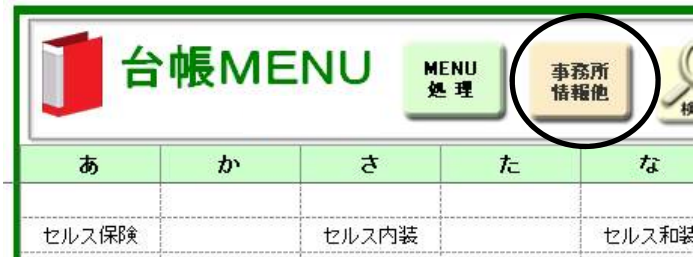 台帳MENU
MENU
処理
事務所
情報他
あ か さ た な
セルス保険 セルス内装 セルス和装